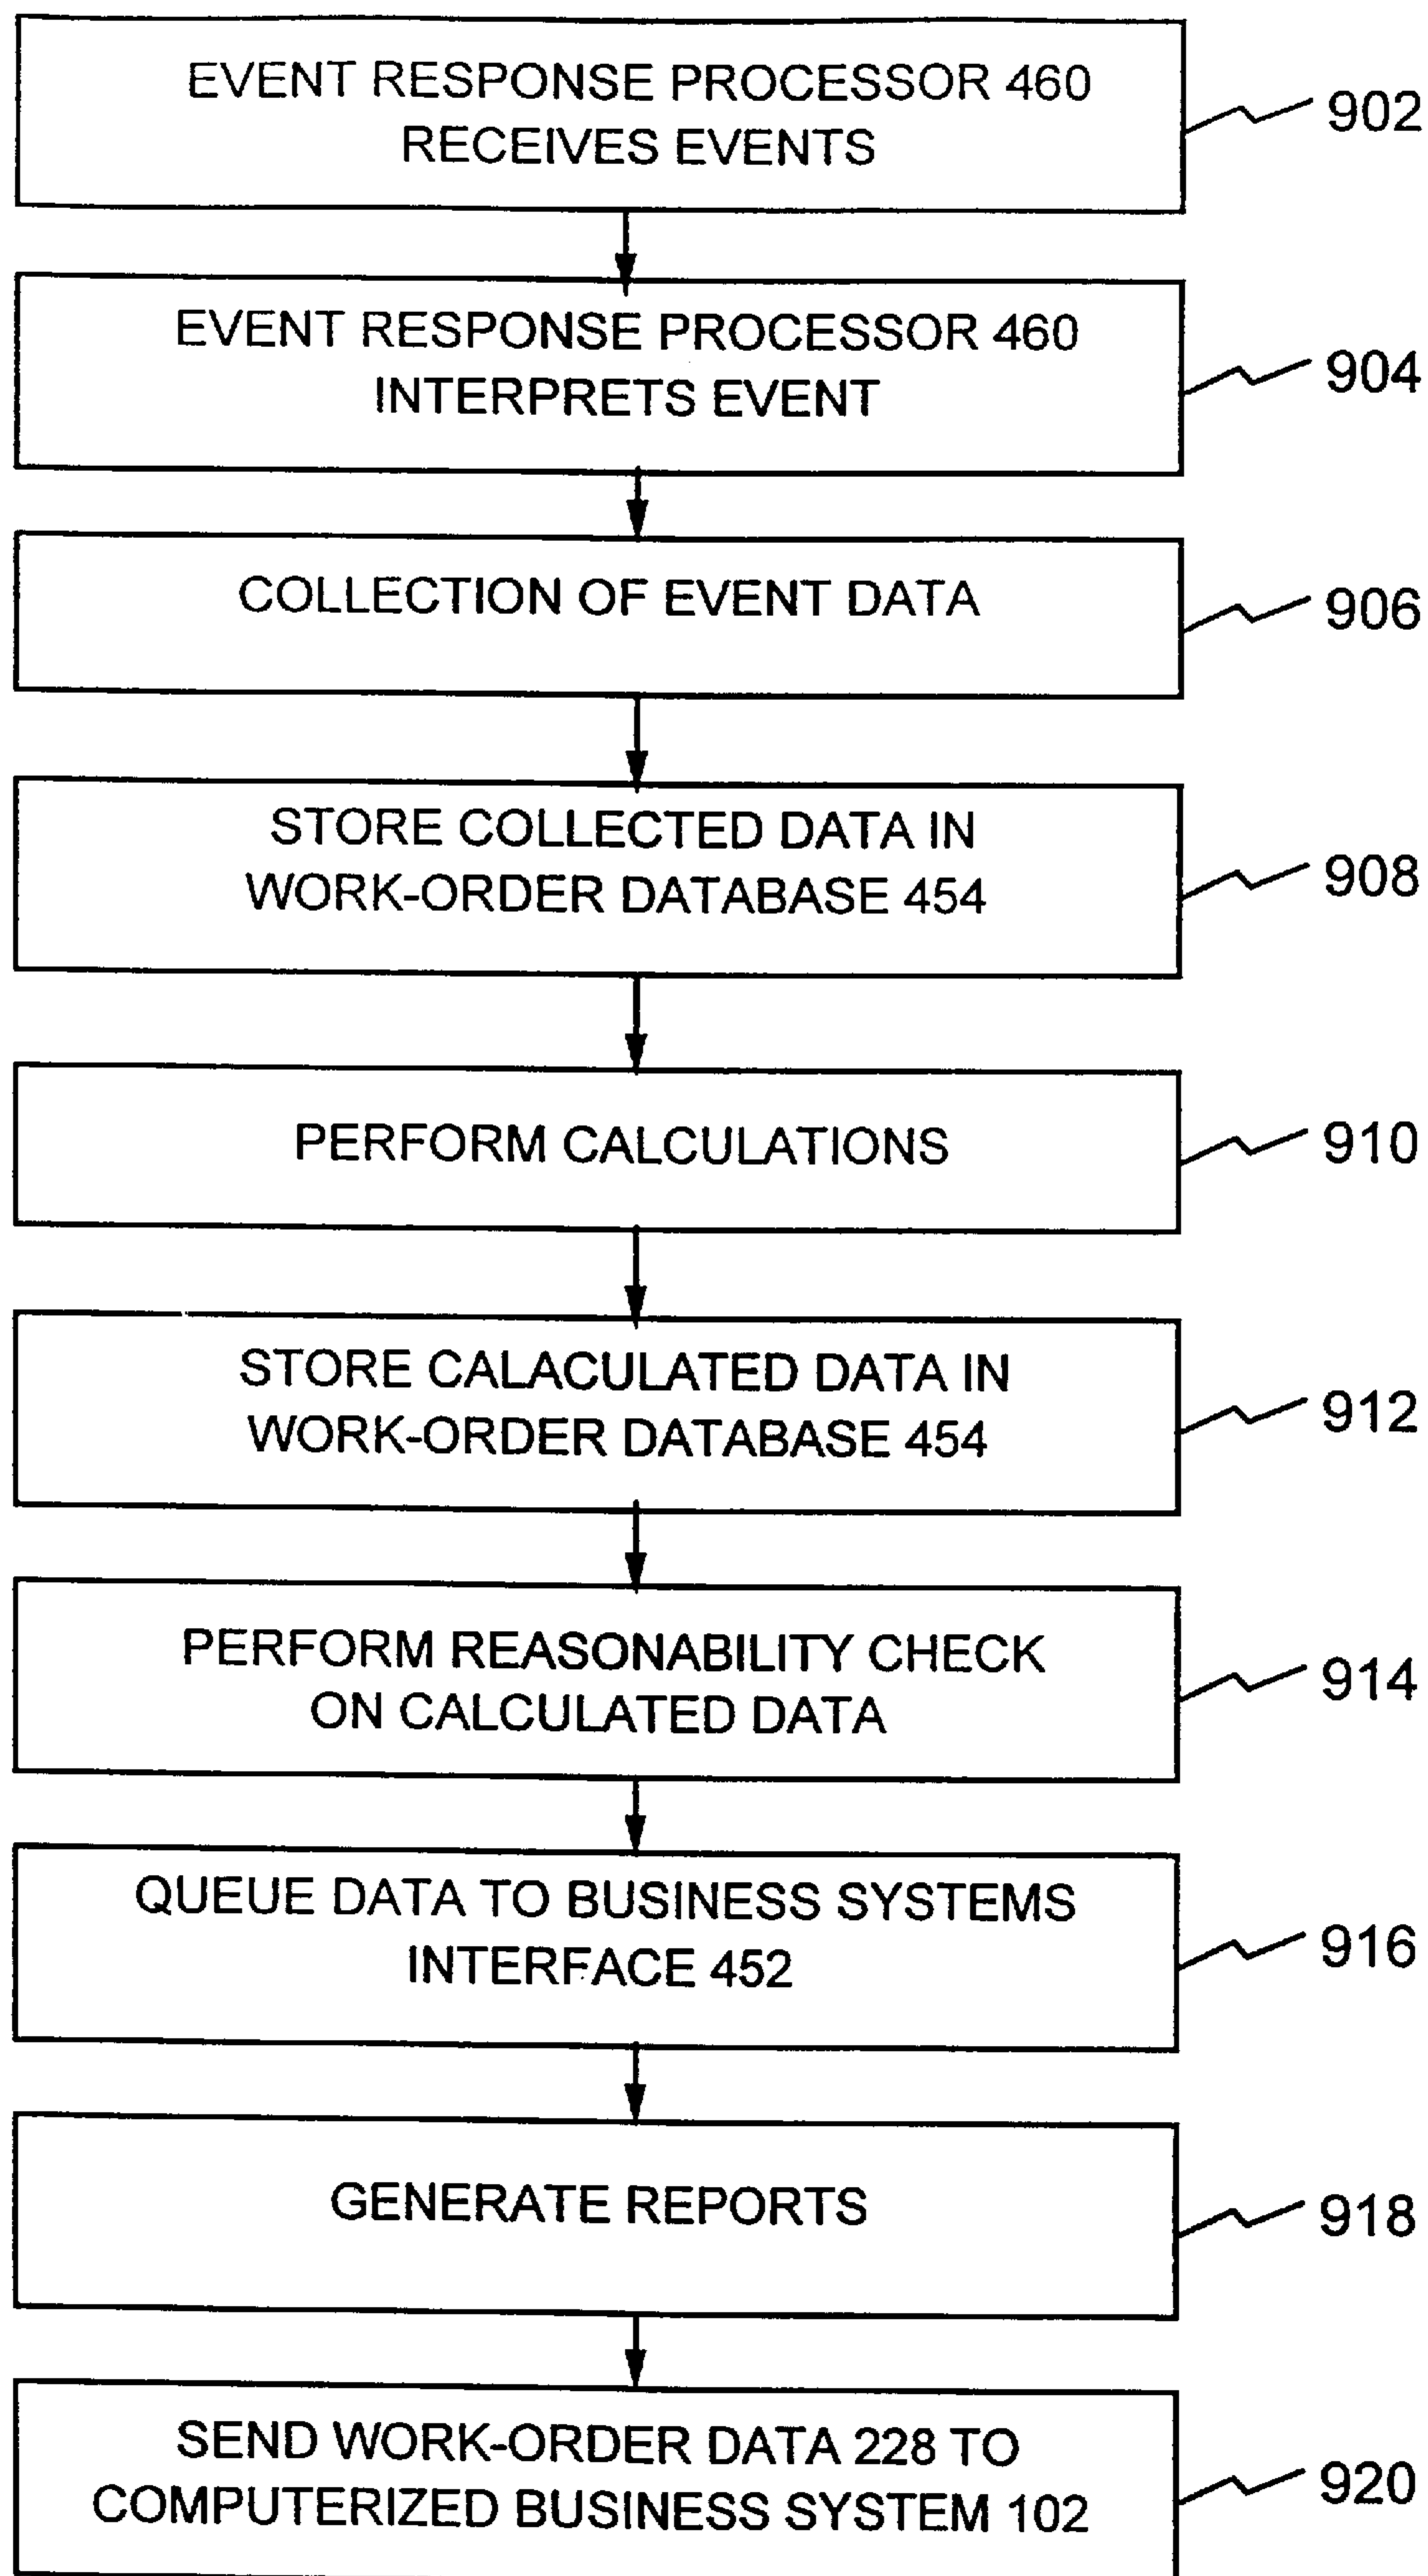 EVENT RESPONSE PROCESSOR 460
RECEIVES EVENTS
902
EVENT RESPONSE PROCESSOR 460
INTERPRETS EVENT
904
COLLECTION OF EVENT DATA
906
STORE COLLECTED DATA IN
WORK-ORDER DATABASE 454
908
PERFORM CALCULATIONS
910
STORE CALACULATED DATA IN
WORK-ORDER DATABASE 454
912
PERFORM REASONABILITY CHECK
ON CALCULATED DATA
914
QUEUE DATA TO BUSINESS SYSTEMS
INTERFACE 452
916
GENERATE REPORTS
918
SEND WORK-ORDER DATA 228 TO
COMPUTERIZED BUSINESS SYSTEM 102
920